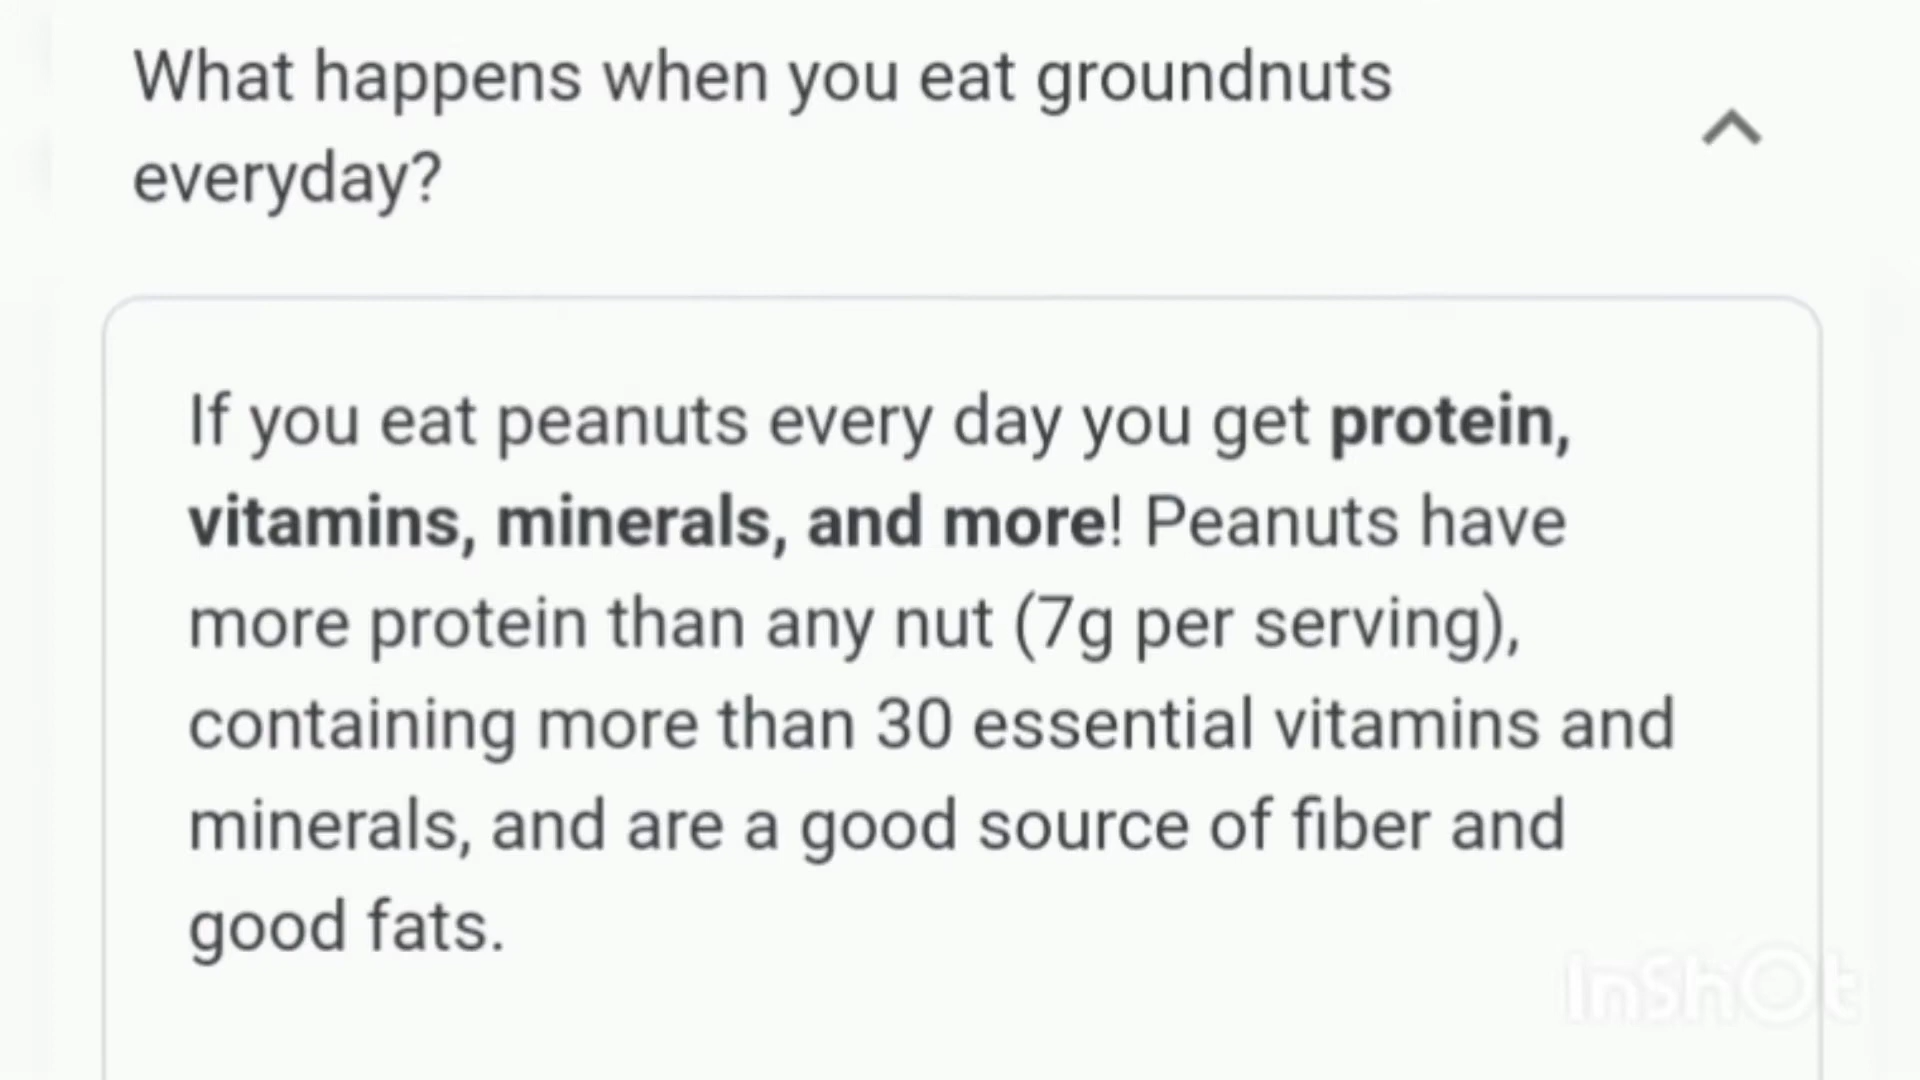 What happens when you eat groundnuts
everyday?
If you eat peanuts every day you get protein,
vitamins, minerals, and more! Peanuts have
more protein than any nut (7g per serving),
containing more than 30 essential vitamins and
minerals, and are a good source of fiber and
good fats.
InShOt